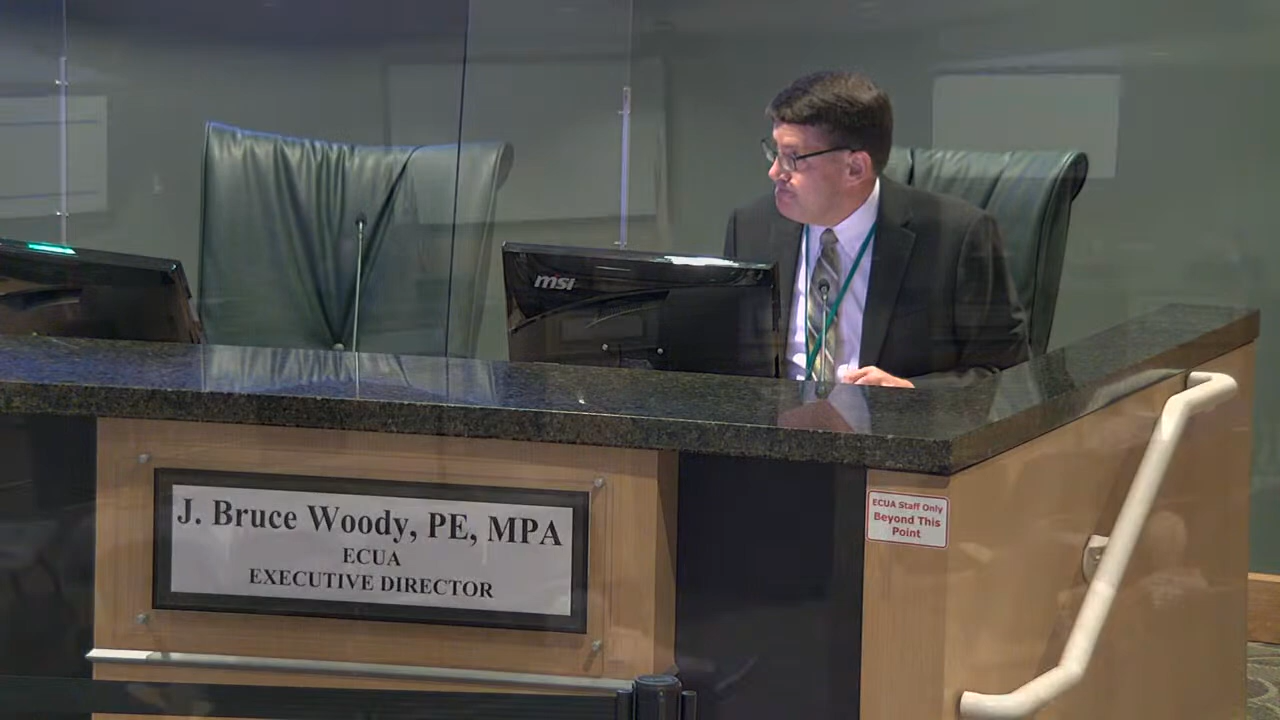 msi
J. Bruce Woody, PE, MPA
ECUA
EXECUTIVE DIRECTOR
ECUA Staff Only
Beyond This
Point